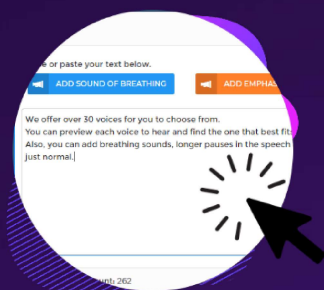 or paste your text below.
ADD SOUND OF BREATHING
ADD EMPHAS
We offer over 30 voices for you to choose from.
You can preview each voice to hear and find the one that best fits
Also, you can add breathing sounds, longer pauses in the speech
just normal.
unt: 262